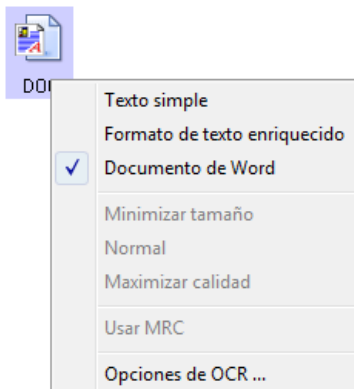 Texto simple
Formato de texto enriquecido
Documento de Word
Minimizar tamaño
Normal
Maximizar calidad
Usar MRC
Opciones de OCR ...